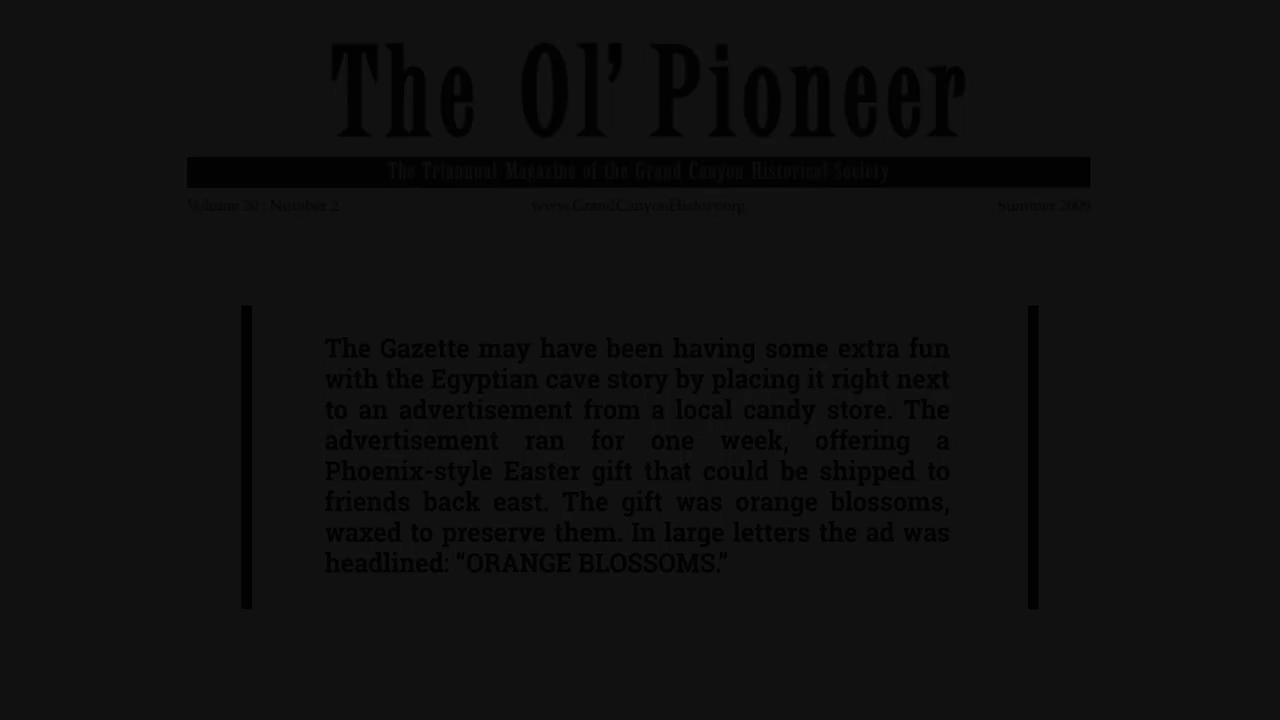 The Ol’ Pioneer
The Triannual Magazine of the Grand Canyon Historical Society
Volume 20 : Number 2
www.GrandCanyonHistory.org
Summer 2009
The Gazette may have been having some extra fun
with the Egyptian cave story by placing it right next
to an advertisement from a local candy store. The
advertisement ran for one week, offering a
Phoenix-style Easter gift that could be shipped to
friends back east. The gift was orange blossoms,
waxed to preserve them. In large letters the ad was
headlined: “ORANGE BLOSSOMS.”